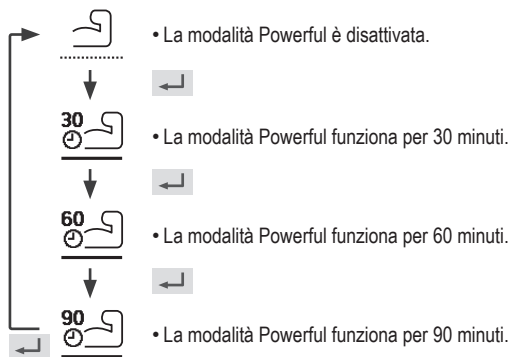 • La modalità Powerful è disattivata.
30
• La modalità Powerful funziona per 30 minuti.
60
• La modalità Powerful funziona per 60 minuti.
90
• La modalità Powerful funziona per 90 minuti.